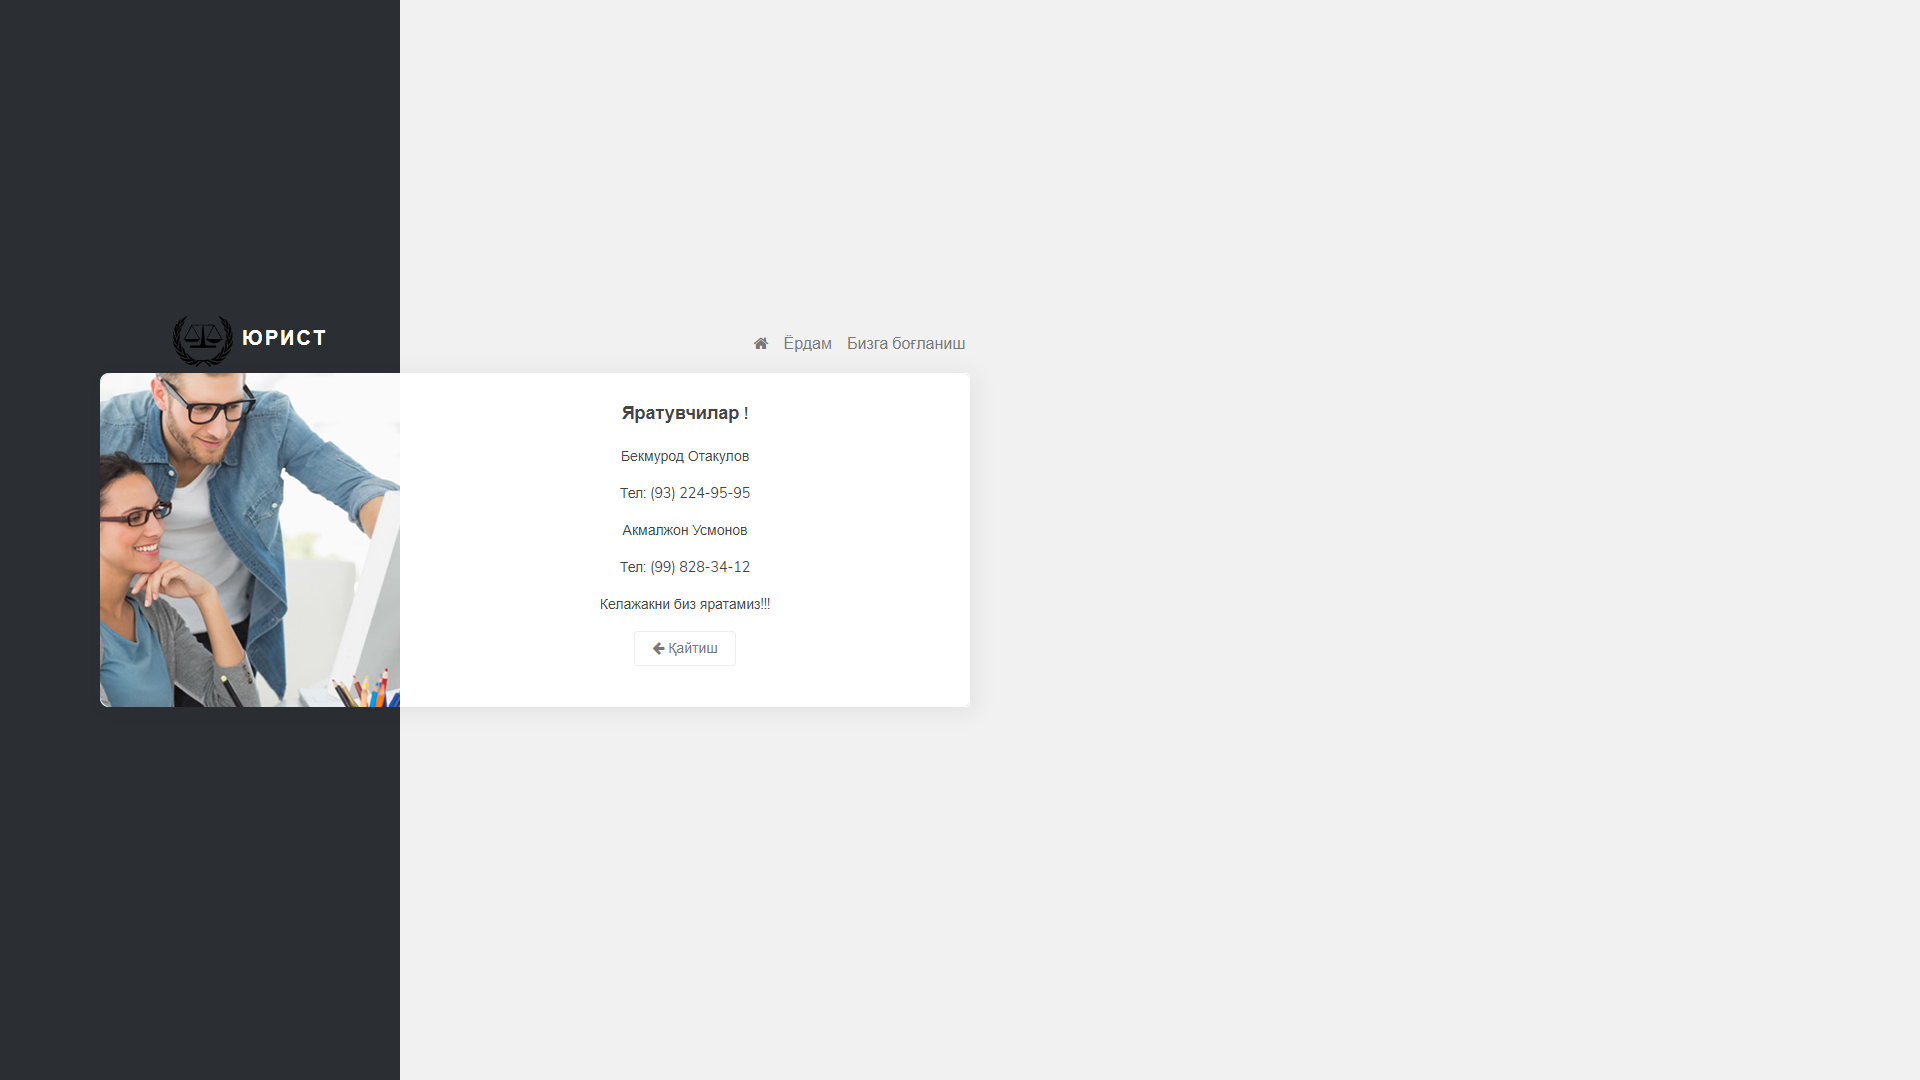 ЮРИСТ
Ёрдам
Бизга боғланиш
Яратувчилар !
Бекмурод Отакулов
Тел: (93) 224-95-95
Акмалжон Усмонов
Тел: (99) 828-34-12
Келажакни биз яратамиз!!!
Қайтиш